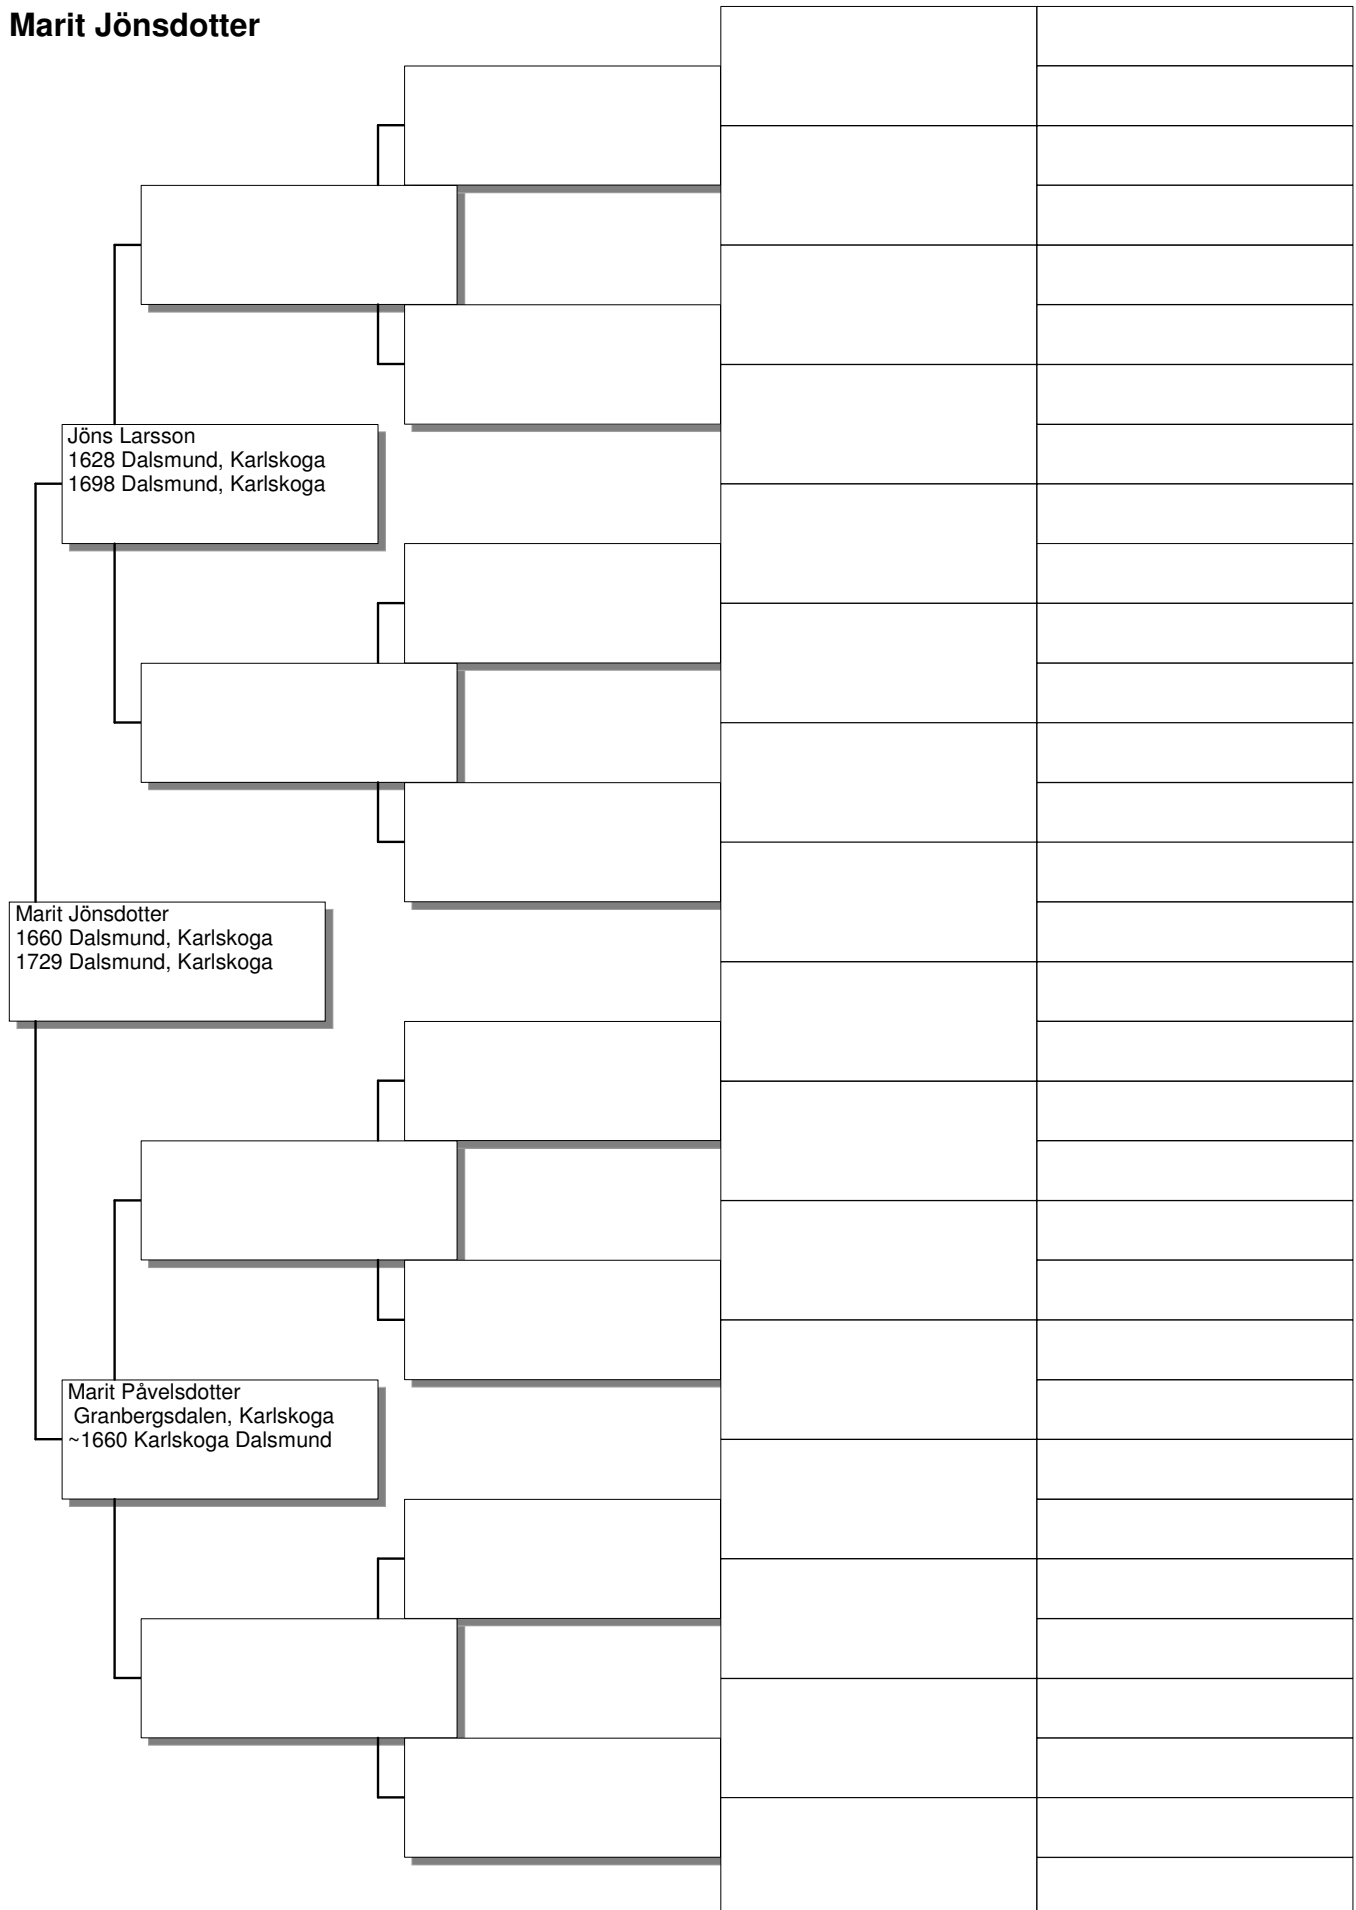 Marit Jönsdotter
Jöns Larsson
1628 Dalsmund, Karlskoga
1698 Dalsmund, Karlskoga
Marit Jönsdotter
1660 Dalsmund, Karlskoga
1729 Dalsmund, Karlskoga
Marit Påvelsdotter
Granbergsdalen, Karlskoga
~1660 Karlskoga Dalsmund